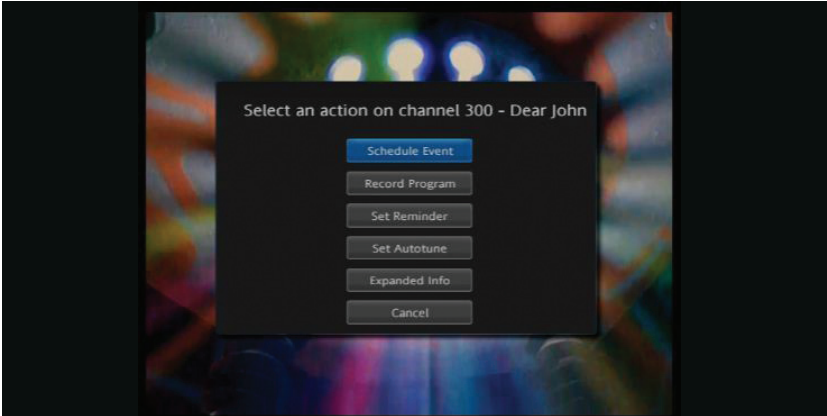 Select an action on channel 300 - Dear John
Schedule Event
Record Program
Set Reminder
Set Autotune
Expanded Info
Cancel